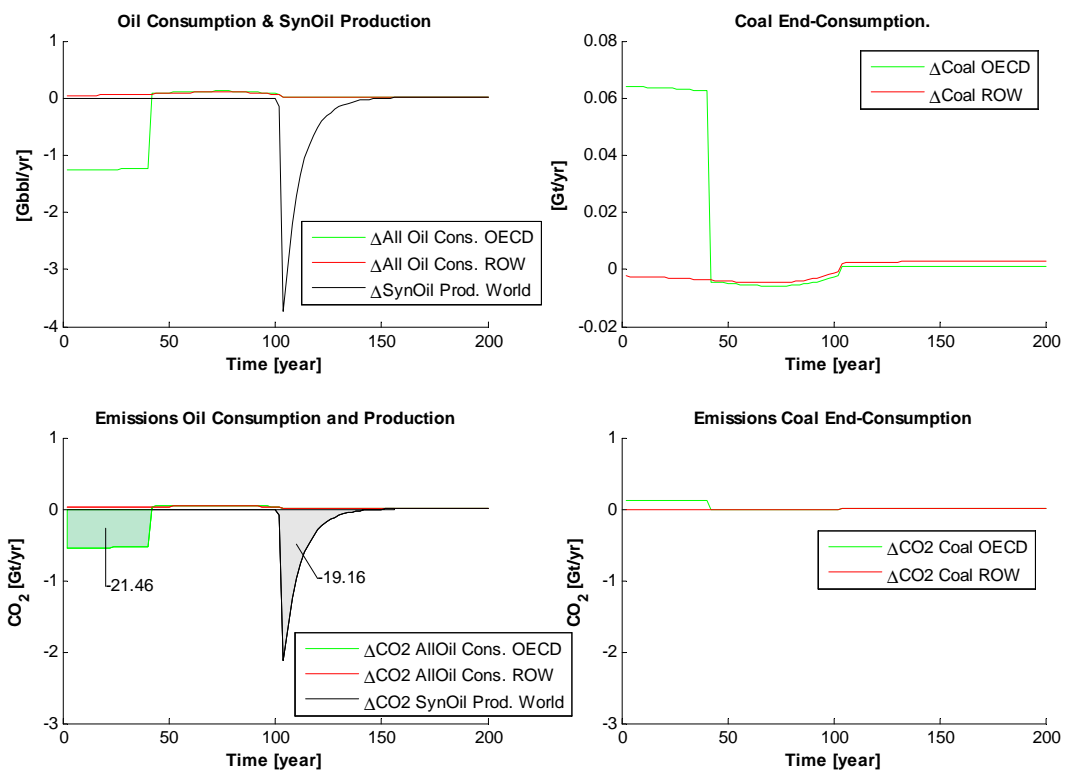 Oil Consumption & SynOil Production
[Gbbl/yr]
1
0
-1
-2
-3
-4
0 50 100 150 200
Time [year]
ΔAll Oil Cons. OECD
ΔAll Oil Cons. ROW
ΔSynOil Prod. World
Coal End-Consumption.
[Gt/yr]
0.08
0.06
0.04
0.02
0
-0.02
0 50 100 150 200
Time [year]
ΔCoal OECD
ΔCoal ROW
Emissions Oil Consumption and Production
CO2 [Gt/yr]
1
0
-1
-2
-3
0 50 100 150 200
Time [year]
-21.46
-19.16
ΔCO2 AllOil Cons. OECD
ΔCO2 AllOil Cons. ROW
ΔCO2 SynOil Prod. World
Emissions Coal End-Consumption
CO2 [Gt/yr]
1
0
-1
-2
-3
0 50 100 150 200
Time [year]
ΔCO2 Coal OECD
ΔCO2 Coal ROW